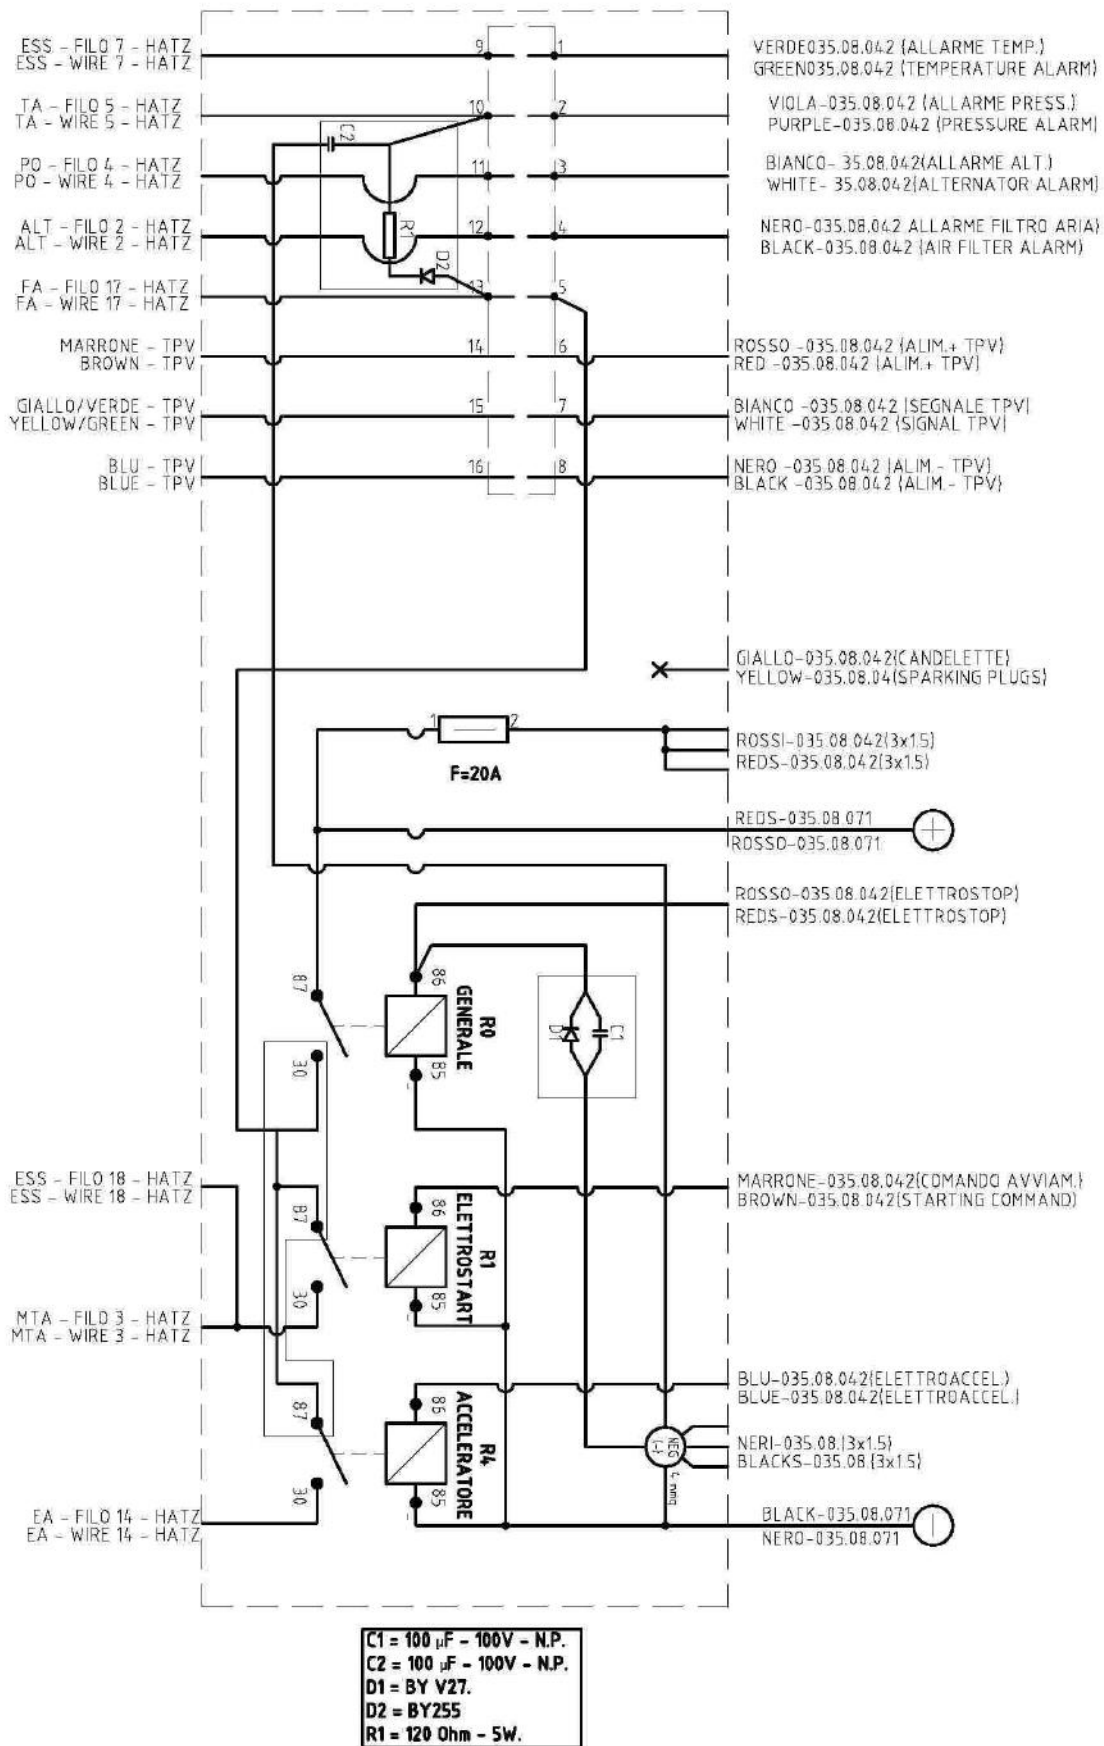 ESS - FILO 7 - HATZ
ESS - WIRE 7 - HATZ
9
1
VERDE035.08.042 (ALLARME TEMP.)
GREEN035.08.042 (TEMPERATURE ALARM)
TA - FILO 5 - HATZ
TA - WIRE 5 - HATZ
10
2
VIOLA-035.08.042 (ALLARME PRESS.)
PURPLE-035.08.042 (PRESSURE ALARM)
C2
PO - FILO 4 - HATZ
PO - WIRE 4 - HATZ
11
3
BIANCO- 35.08.042(ALLARME ALT.)
WHITE- 35.08.042(ALTERNATOR ALARM)
ALT - FILO 2 - HATZ
ALT - WIRE 2 - HATZ
R1
12
4
NERO-035.08.042 ALLARME FILTRO ARIA)
BLACK-035.08.042 (AIR FILTER ALARM)
D2
FA - FILO 17 - HATZ
FA - WIRE 17 - HATZ
13
5
MARRONE - TPV
BROWN - TPV
14
6
ROSSO -035.08.042 (ALIM.+ TPV)
RED -035.08.042 (ALIM.+ TPV)
GIALLO/VERDE - TPV
YELLOW/GREEN - TPV
15
7
BIANCO -035.08.042 (SEGNALE TPV)
WHITE -035.08.042 (SIGNAL TPV)
BLU - TPV
BLUE - TPV
16
8
NERO -035.08.042 (ALIM.- TPV)
BLACK -035.08.042 (ALIM.- TPV)
GIALLO-035.08.042(CANDELETTE)
YELLOW-035.08.04(SPARKING PLUGS)
1
2
F=20A
ROSSI-035.08.042(3x1.5)
REDS-035.08.042(3x1.5)
REDS-035.08.071
ROSSO-035.08.071
+
ROSSO-035.08.042(ELETTROSTOP)
REDS-035.08.042(ELETTROSTOP)
87
30
86
85
-
R0
GENERALE
D1
C1
ESS - FILO 18 - HATZ
ESS - WIRE 18 - HATZ
MARRONE-035.08.042(COMANDO AVVIAM.)
BROWN-035.08.042(STARTING COMMAND)
87
30
86
85
-
R1
ELETTROSTART
MTA - FILO 3 - HATZ
MTA - WIRE 3 - HATZ
BLU-035.08.042(ELETTROACCEL.)
BLUE-035.08.042(ELETTROACCEL.)
87
30
86
85
-
R4
ACCELERATORE
NEG
(-)
4 mmq
NERI-035.08.(3x1.5)
BLACKS-035.08.(3x1.5)
EA - FILO 14 - HATZ
EA - WIRE 14 - HATZ
BLACK-035.08.071
NERO-035.08.071
-
C1 = 100 µF - 100V - N.P.
C2 = 100 µF - 100V - N.P.
D1 = BY V27.
D2 = BY255
R1 = 120 Ohm - 5W.